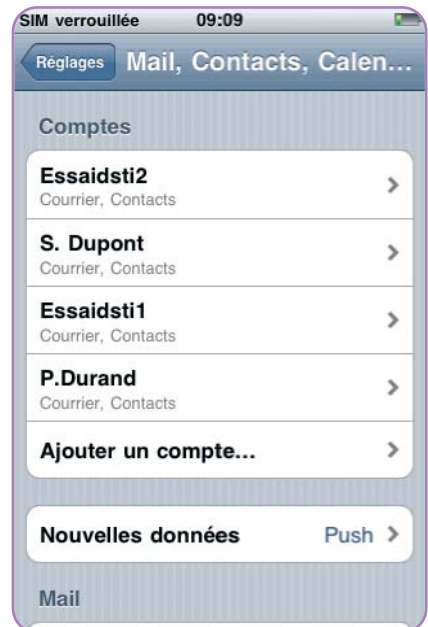 SIM verrouillée 09:09
Réglages Mail, Contacts, Calen...
Comptes
Essaidsti2
Courrier, Contacts
S. Dupont
Courrier, Contacts
Essaidsti1
Courrier, Contacts
P.Durand
Courrier, Contacts
Ajouter un compte...
Nouvelles données Push
Mail